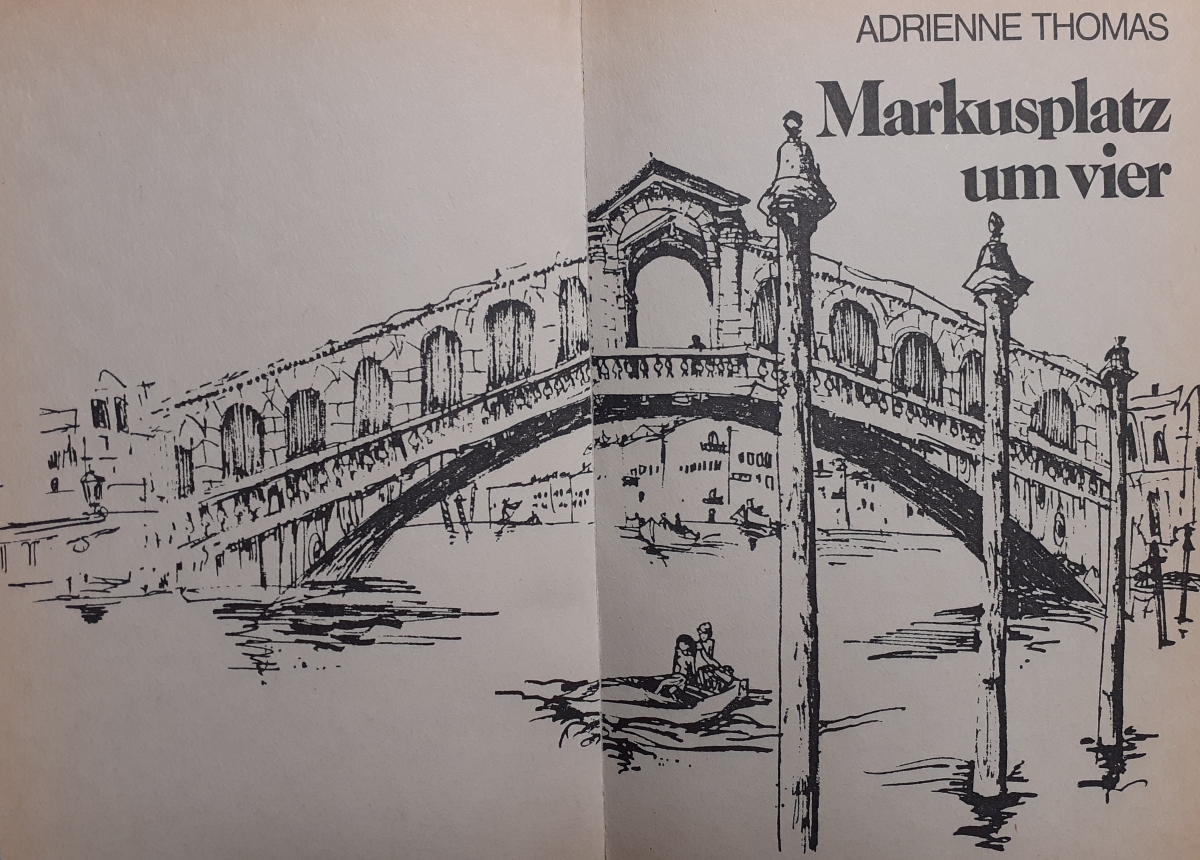 ADRIENNE THOMAS
Markusplatz
um vier